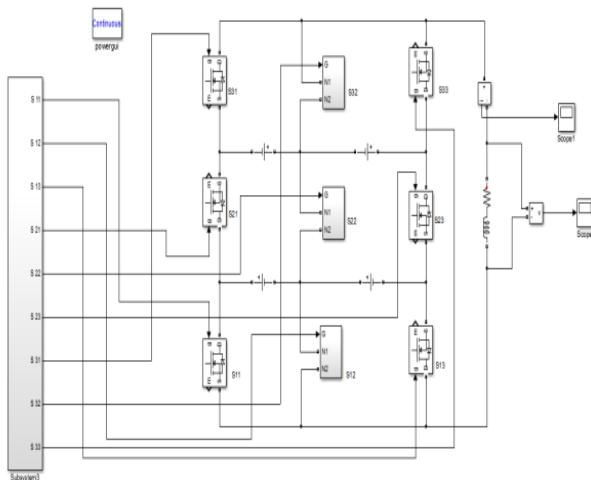 Continuous
powergui
S 11
S 12
S 13
S 21
S 22
S 23
S 31
S 32
S 33
Subsystem3
S31
S21
S11
G
N1
N2
S32
G
N1
N2
S22
G
N1
N2
S12
S33
S23
S13
Scope1
v
Scope